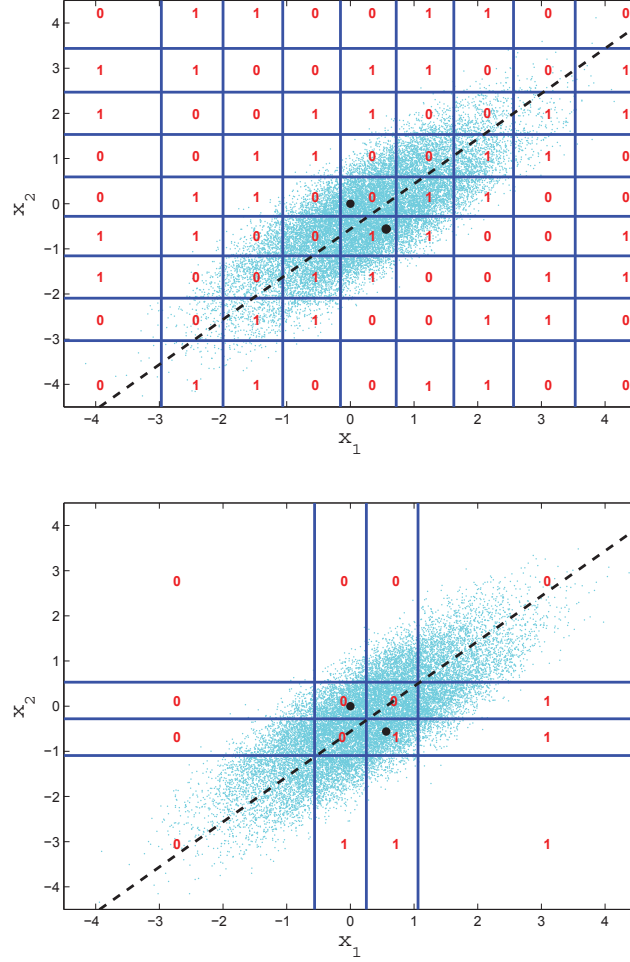 4 0 1 1 0 0 1 1 0 0
3 1 1 0 0 1 1 0 0 1
2 1 0 0 1 1 0 0 1 1
1 0 0 1 1 0 0 1 1 0
0 0 1 1 0 0 1 1 0 0
x_2
−1 1 1 0 0 1 1 0 0 1
−2 1 0 0 1 1 0 0 1 1
−3 0 0 1 1 0 0 1 1 0
−4 0 1 1 0 0 1 1 0 0
−4 −3 −2 −1 0 1 2 3 4
x_1
4
3 0 0 0 0
2
1
0 0 0 0 1
x_2
−1 0 0 1 1
−2
−3 0 1 1 1
−4
−4 −3 −2 −1 0 1 2 3 4
x_1